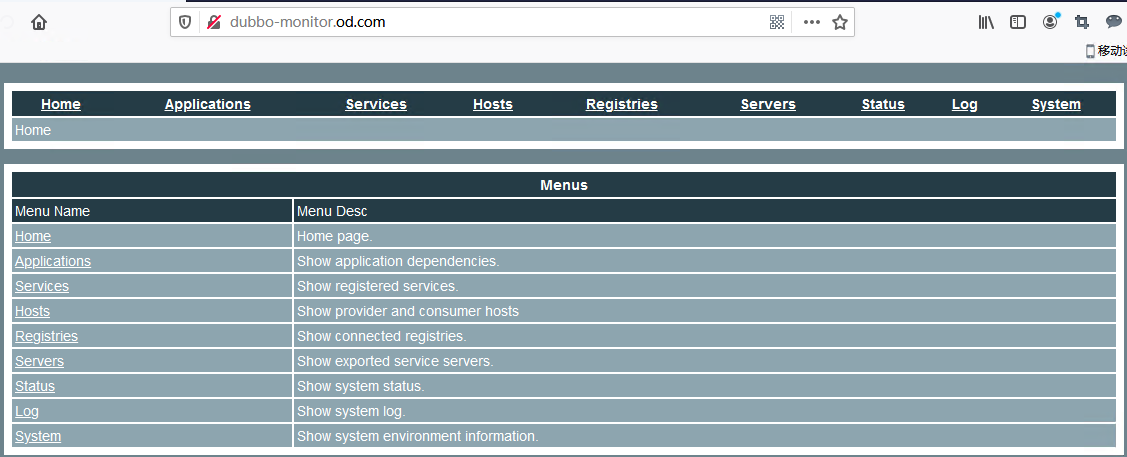 dubbo-monitor.od.com
移动设
Home Applications Services Hosts Registries Servers Status Log System
Home
Menus
Menu Name Menu Desc
Home Home page.
Applications Show application dependencies.
Services Show registered services.
Hosts Show provider and consumer hosts
Registries Show connected registries.
Servers Show exported service servers.
Status Show system status.
Log Show system log.
System Show system environment information.